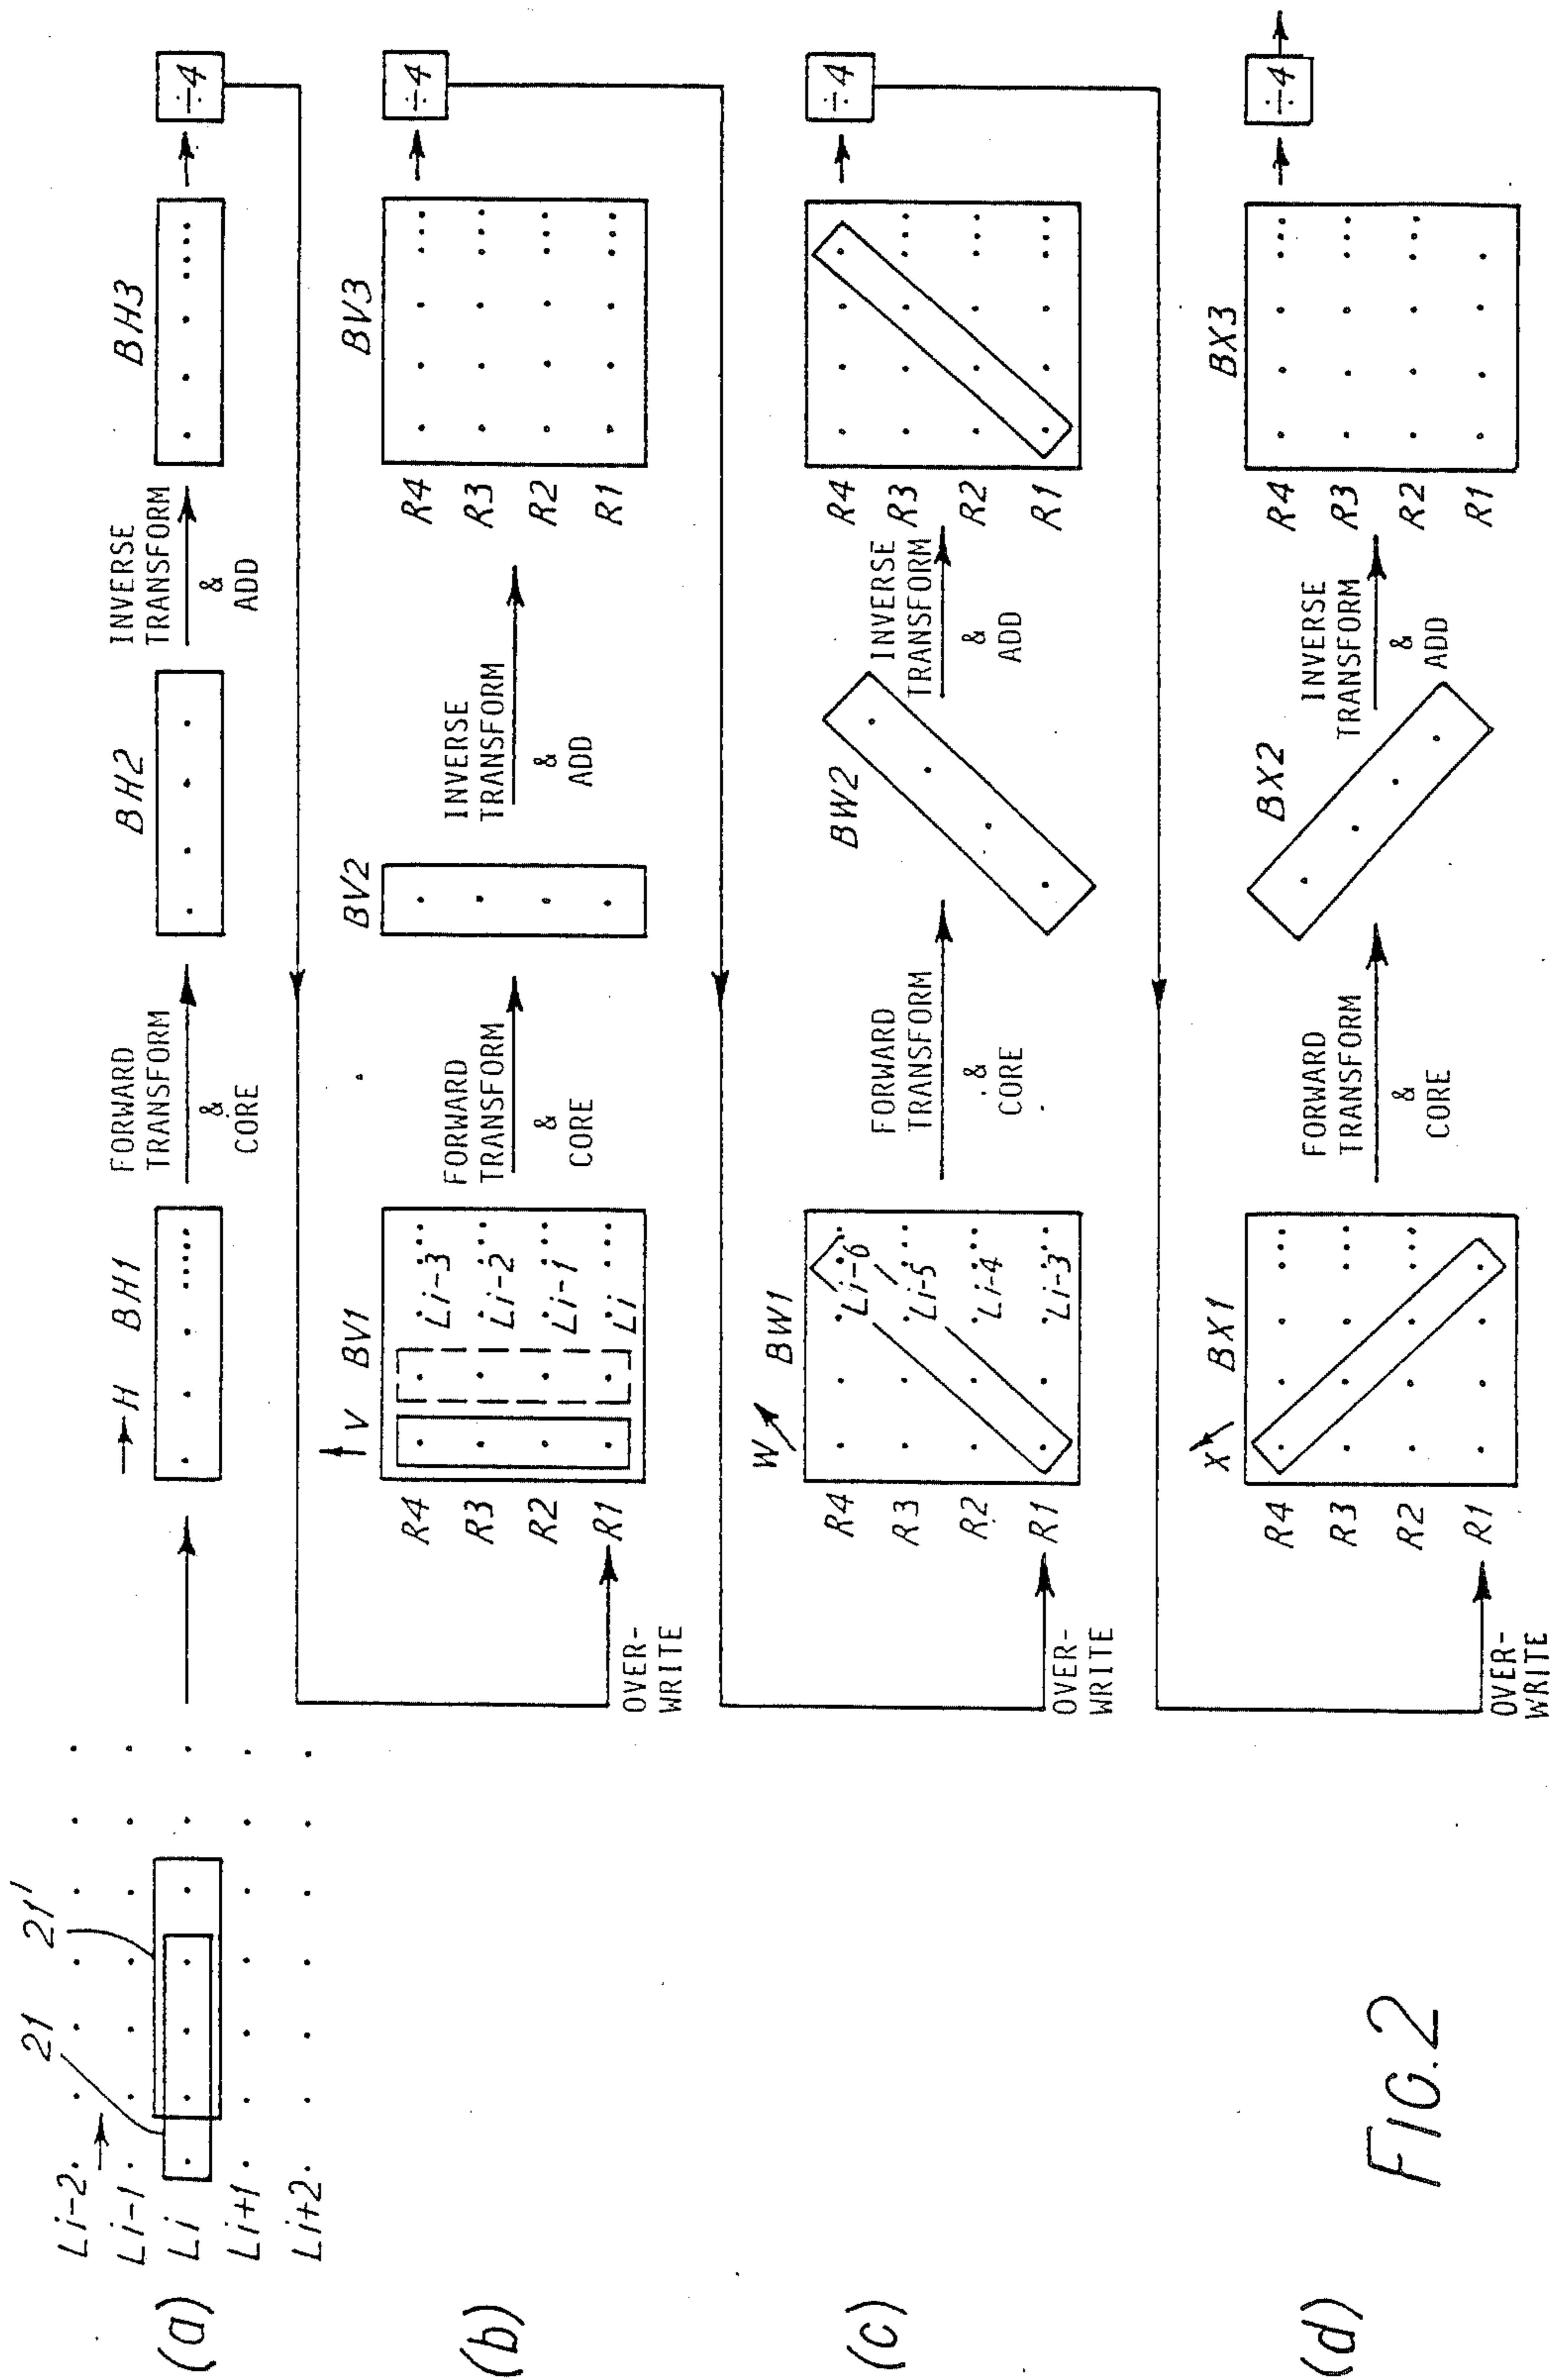 (a)
Li-2
Li-1
Li
Li+1
Li+2
21
21'
→H
BH1
FORWARD
TRANSFORM
&
CORE
BH2
INVERSE
TRANSFORM
&
ADD
BH3
÷4
(b)
OVER-
WRITE
V
BV1
R4
R3
R2
R1
Li-3
Li-2
Li-1
Li
FORWARD
TRANSFORM
&
CORE
BV2
INVERSE
TRANSFORM
&
ADD
BV3
R4
R3
R2
R1
÷4
(c)
OVER-
WRITE
W
BW1
R4
R3
R2
R1
Li-6
Li-5
Li-4
Li-3
FORWARD
TRANSFORM
&
CORE
BW2
INVERSE
TRANSFORM
&
ADD
R4
R3
R2
R1
÷4
(d)
OVER-
WRITE
X
BX1
R4
R3
R2
R1
FORWARD
TRANSFORM
&
CORE
BX2
INVERSE
TRANSFORM
&
ADD
BX3
R4
R3
R2
R1
÷4
FIG.2